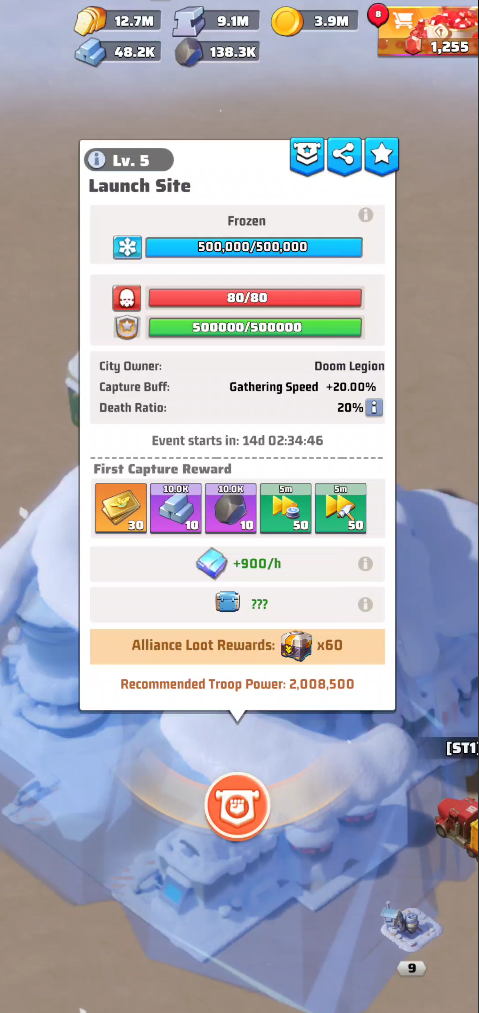 12.7M 9.1M 3.9M 8
48.2K 138.3K 1,255
Lv. 5
Launch Site
Frozen
500,000/500,000
80/80
500000/500000
City Owner: Doom Legion
Capture Buff: Gathering Speed +20.00%
Death Ratio: 20%
Event starts in: 14d 02:34:46
First Capture Reward
10.0K 10.0K 5m 5m
30 10 10 50 50
+900/h
???
Alliance Loot Rewards: x60
Recommended Troop Power: 2,008,500
[ST1]
9